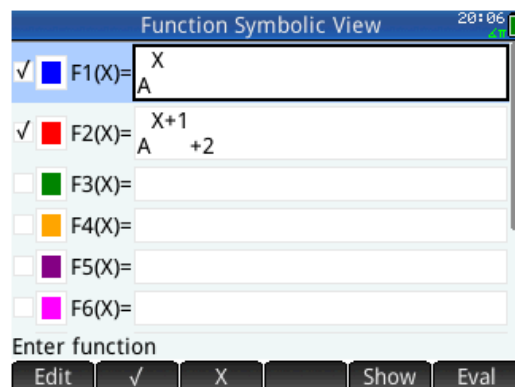 Function Symbolic View 20:06
∡π
√ F1(X)= A^X
√ F2(X)= A^X+1 +2
F3(X)=
F4(X)=
F5(X)=
F6(X)=
Enter function
Edit √ X Show Eval